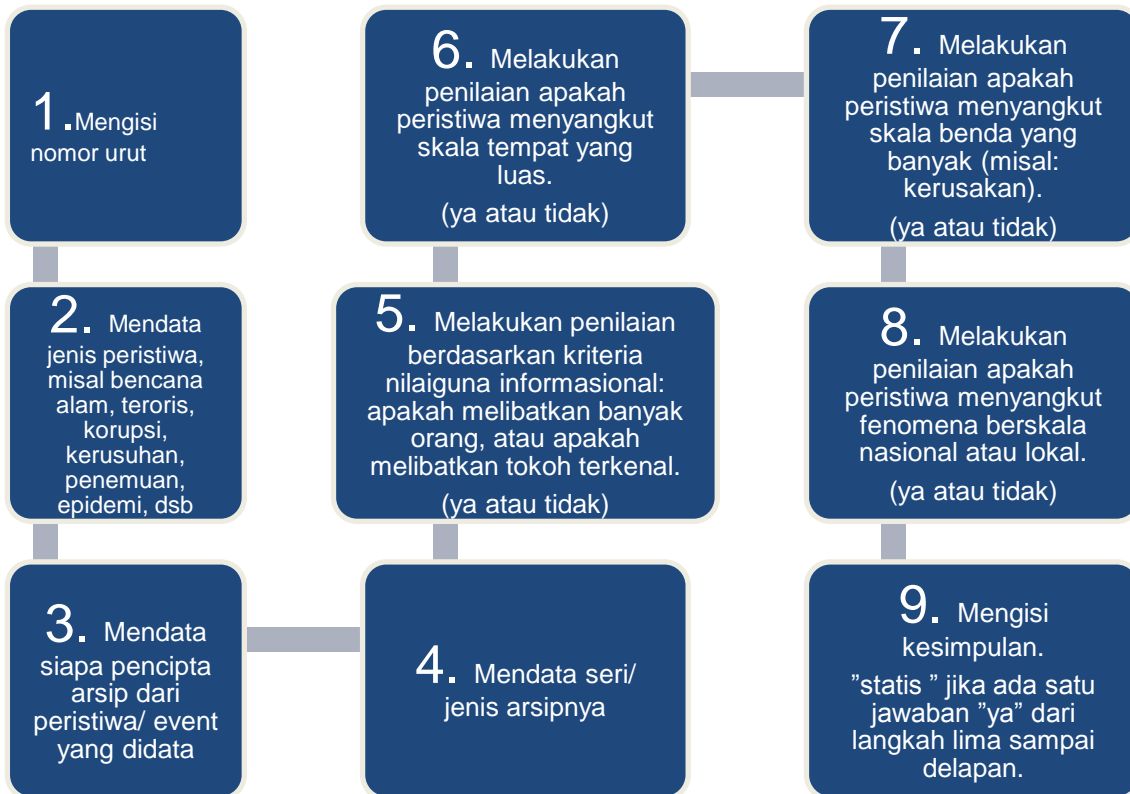 1.Mengisi
nomor urut
2. Mendata
jenis peristiwa,
misal bencana
alam, teroris,
korupsi,
kerusuhan,
penemuan,
epidemi, dsb
3. Mendata
siapa pencipta
arsip dari
peristiwa/ event
yang didata
4. Mendata seri/
jenis arsipnya
5. Melakukan penilaian
berdasarkan kriteria
nilaiguna informasional:
apakah melibatkan banyak
orang, atau apakah
melibatkan tokoh terkenal.
(ya atau tidak)
6. Melakukan
penilaian apakah
peristiwa menyangkut
skala tempat yang
luas.
(ya atau tidak)
7. Melakukan
penilaian apakah
peristiwa menyangkut
skala benda yang
banyak (misal:
kerusakan).
(ya atau tidak)
8. Melakukan
penilaian apakah
peristiwa menyangkut
fenomena berskala
nasional atau lokal.
(ya atau tidak)
9. Mengisi
kesimpulan.
”statis ” jika ada satu
jawaban ”ya” dari
langkah lima sampai
delapan.